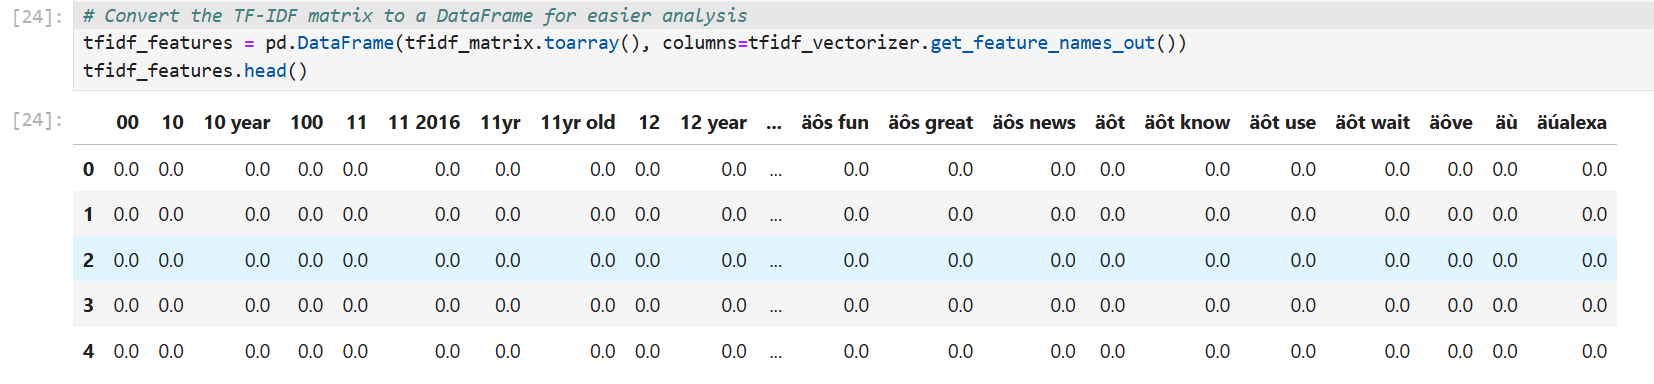 [24]: # Convert the TF-IDF matrix to a DataFrame for easier analysis
tfidf_features = pd.DataFrame(tfidf_matrix.toarray(), columns=tfidf_vectorizer.get_feature_names_out())
tfidf_features.head()
[24]: 00 10 10 year 100 11 11 2016 11yr 11yr old 12 12 year ... äôs fun äôs great äôs news äôt äôt know äôt use äôt wait äôve äù äúalexa
0 0.0 0.0 0.0 0.0 0.0 0.0 0.0 0.0 0.0 0.0 ... 0.0 0.0 0.0 0.0 0.0 0.0 0.0 0.0 0.0 0.0
1 0.0 0.0 0.0 0.0 0.0 0.0 0.0 0.0 0.0 0.0 ... 0.0 0.0 0.0 0.0 0.0 0.0 0.0 0.0 0.0 0.0
2 0.0 0.0 0.0 0.0 0.0 0.0 0.0 0.0 0.0 0.0 ... 0.0 0.0 0.0 0.0 0.0 0.0 0.0 0.0 0.0 0.0
3 0.0 0.0 0.0 0.0 0.0 0.0 0.0 0.0 0.0 0.0 ... 0.0 0.0 0.0 0.0 0.0 0.0 0.0 0.0 0.0 0.0
4 0.0 0.0 0.0 0.0 0.0 0.0 0.0 0.0 0.0 0.0 ... 0.0 0.0 0.0 0.0 0.0 0.0 0.0 0.0 0.0 0.0